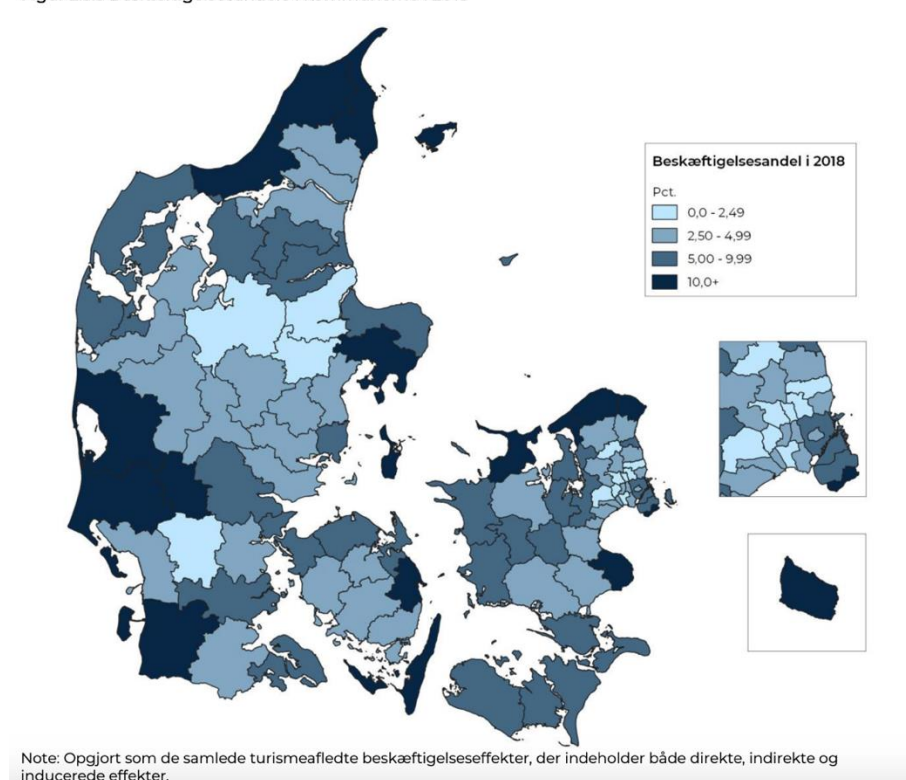 Beskæftigelsesandel i 2018
Pct.
0,0 - 2,49
2,50 - 4,99
5,00 - 9,99
10,0+
Note: Opgjort som de samlede turismeafledte beskæftigelseseffekter, der indeholder både direkte, indirekte og
inducerede effekter.